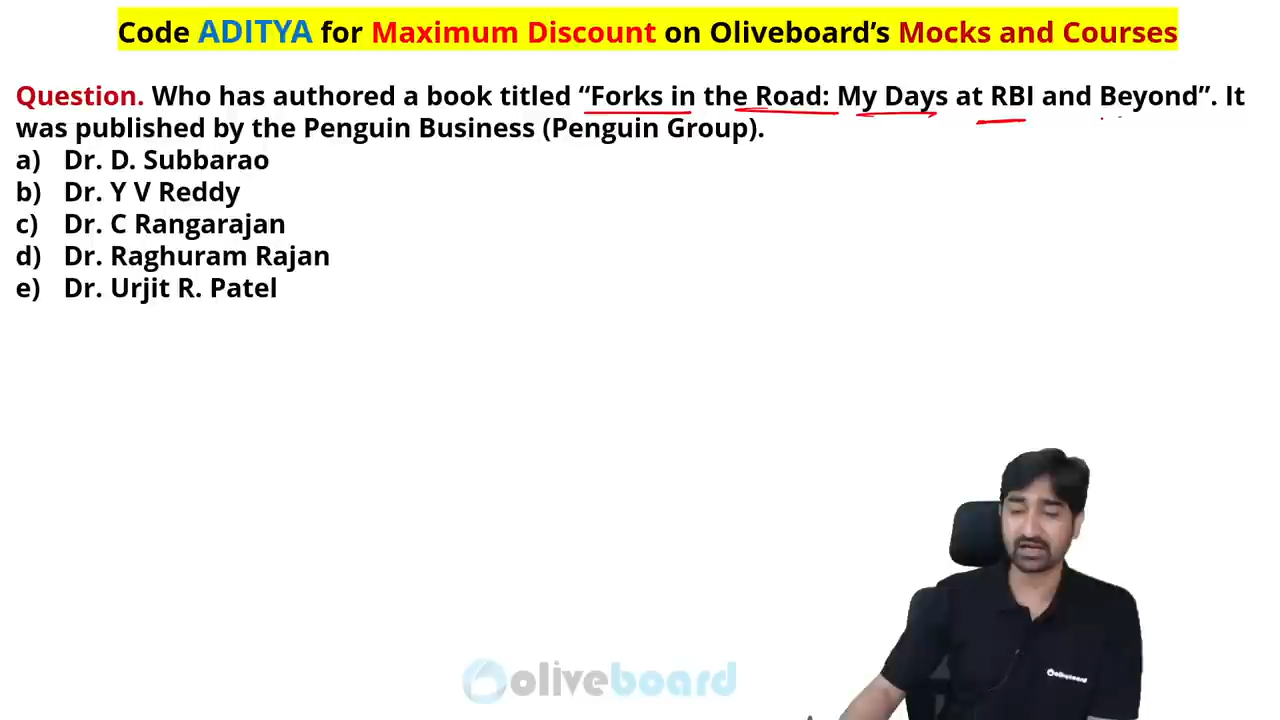 Code ADITYA for Maximum Discount on Oliveboard’s Mocks and Courses
Question. Who has authored a book titled “Forks in the Road: My Days at RBI and Beyond”. It
was published by the Penguin Business (Penguin Group).
a) Dr. D. Subbarao
b) Dr. Y V Reddy
c) Dr. C Rangarajan
d) Dr. Raghuram Rajan
e) Dr. Urjit R. Patel
oliveboard
oliveboard